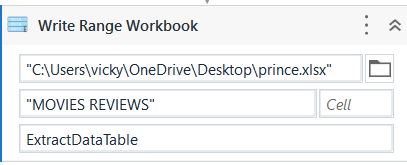 Write Range Workbook
"C:\Users\vicky\OneDrive\Desktop\prince.xlsx"
"MOVIES REVIEWS" Cell
ExtractDataTable